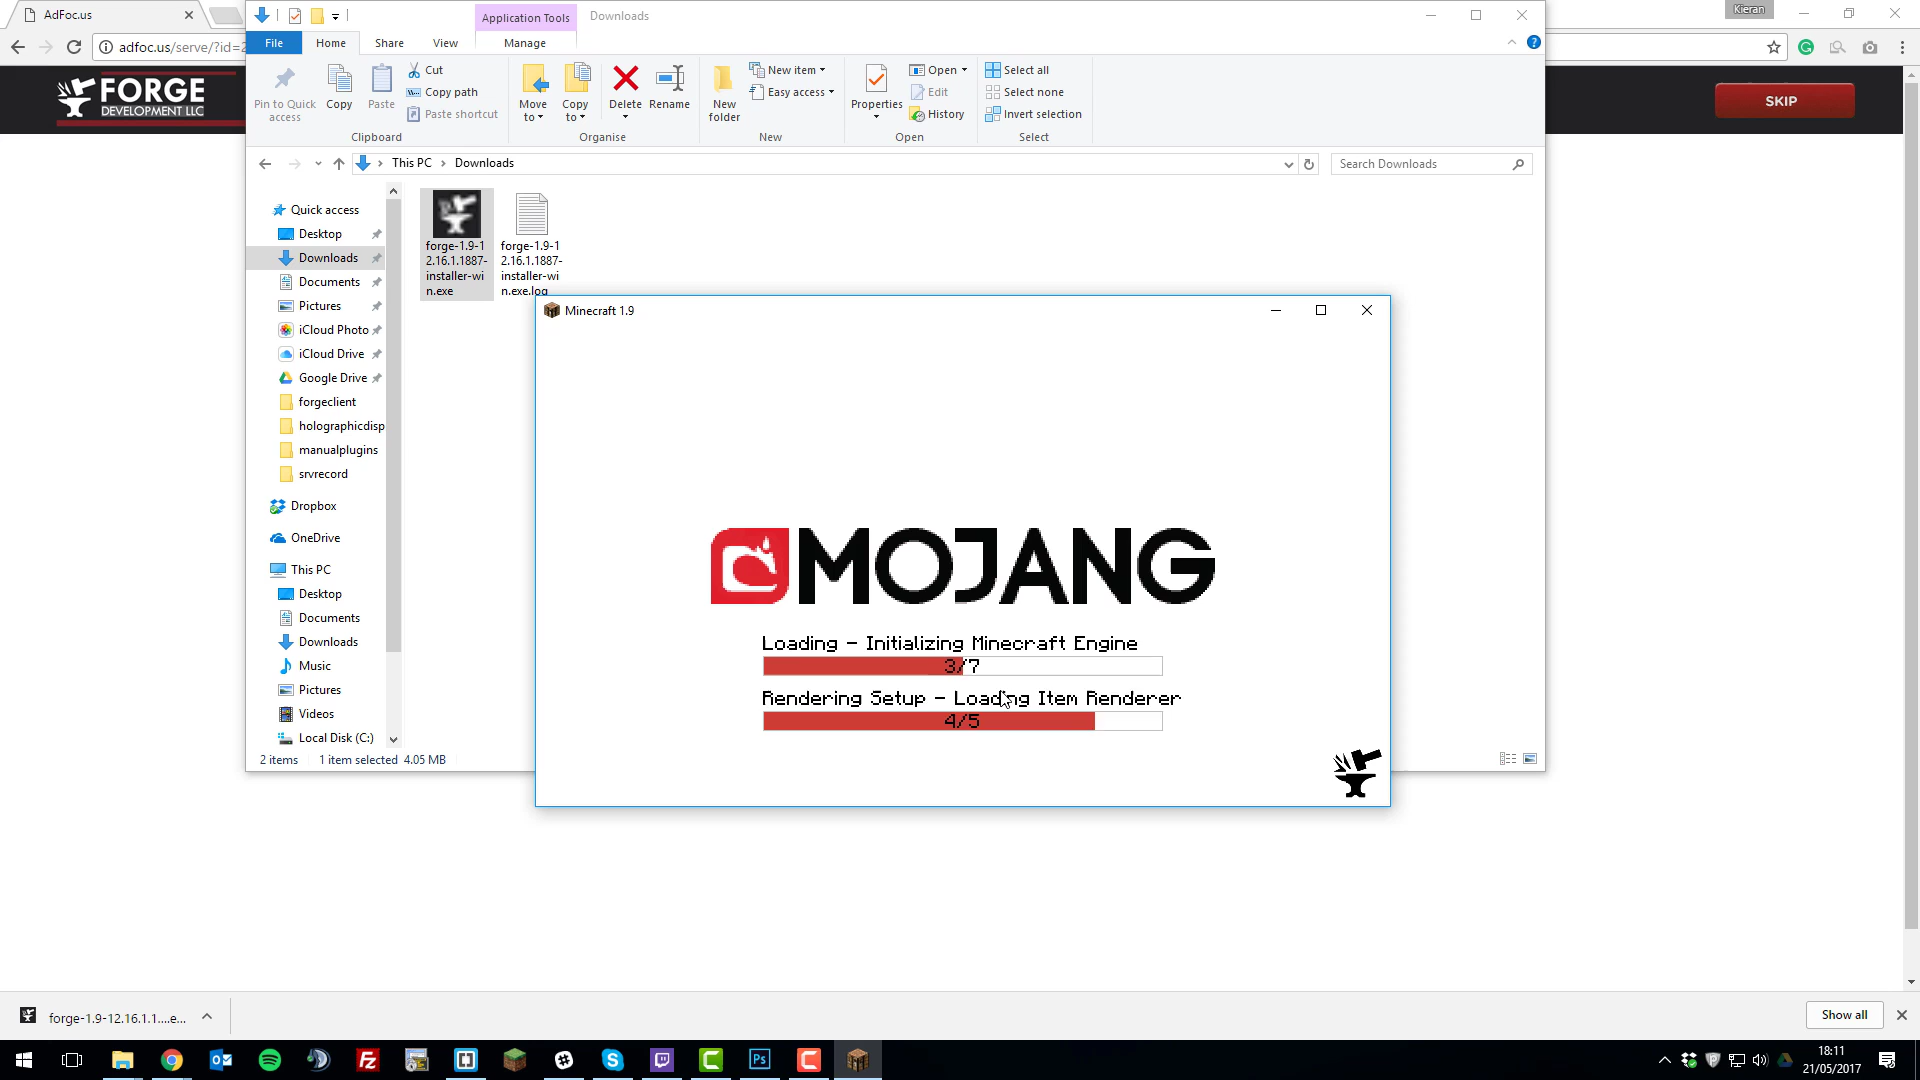 AdFoc.us
Application Tools
Downloads
Kieran
adfoc.us/serve/?id=2
File
Home
Share
View
Manage
FORGE
DEVELOPMENT LLC
SKIP
Pin to Quick
access
Copy
Paste
Cut
Copy path
Paste shortcut
Clipboard
Move
to
Copy
to
Delete
Rename
Organise
New
folder
New item
Easy access
New
Properties
Open
Edit
History
Open
Select all
Select none
Invert selection
Select
This PC
Downloads
Search Downloads
Quick access
Desktop
Downloads
Documents
Pictures
iCloud Photo
iCloud Drive
Google Drive
forgeclient
holographicdisp
manualplugins
srvrecord
Dropbox
OneDrive
This PC
Desktop
Documents
Downloads
Music
Pictures
Videos
Local Disk (C:)
forge-1.9-1
2.16.1.1887-
installer-wi
n.exe
forge-1.9-1
2.16.1.1887-
installer-wi
n.exe.log
2 items
1 item selected 4.05 MB
Minecraft 1.9
MOJANG
Loading - Initializing Minecraft Engine
3/7
Rendering Setup - Loading Item Renderer
4/5
forge-1.9-12.16.1.1....e...
Show all
18:11
21/05/2017